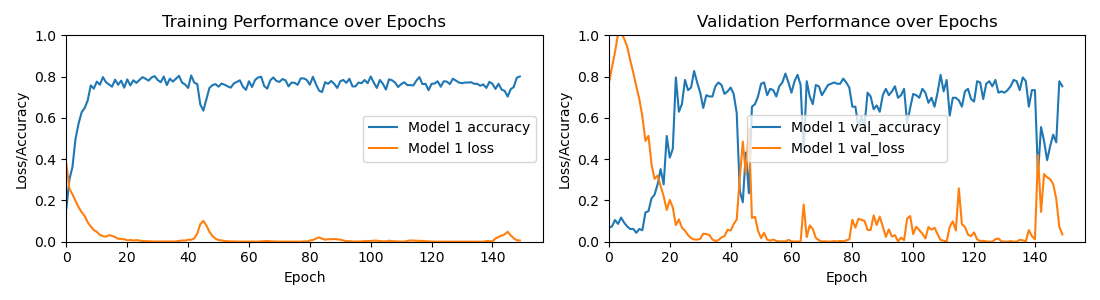 Training Performance over Epochs
1.0
0.8
0.6
0.4
0.2
0.0
Loss/Accuracy
Model 1 accuracy
Model 1 loss
0 20 40 60 80 100 120 140
Epoch
Validation Performance over Epochs
1.0
0.8
0.6
0.4
0.2
0.0
Loss/Accuracy
Model 1 val_accuracy
Model 1 val_loss
0 20 40 60 80 100 120 140
Epoch